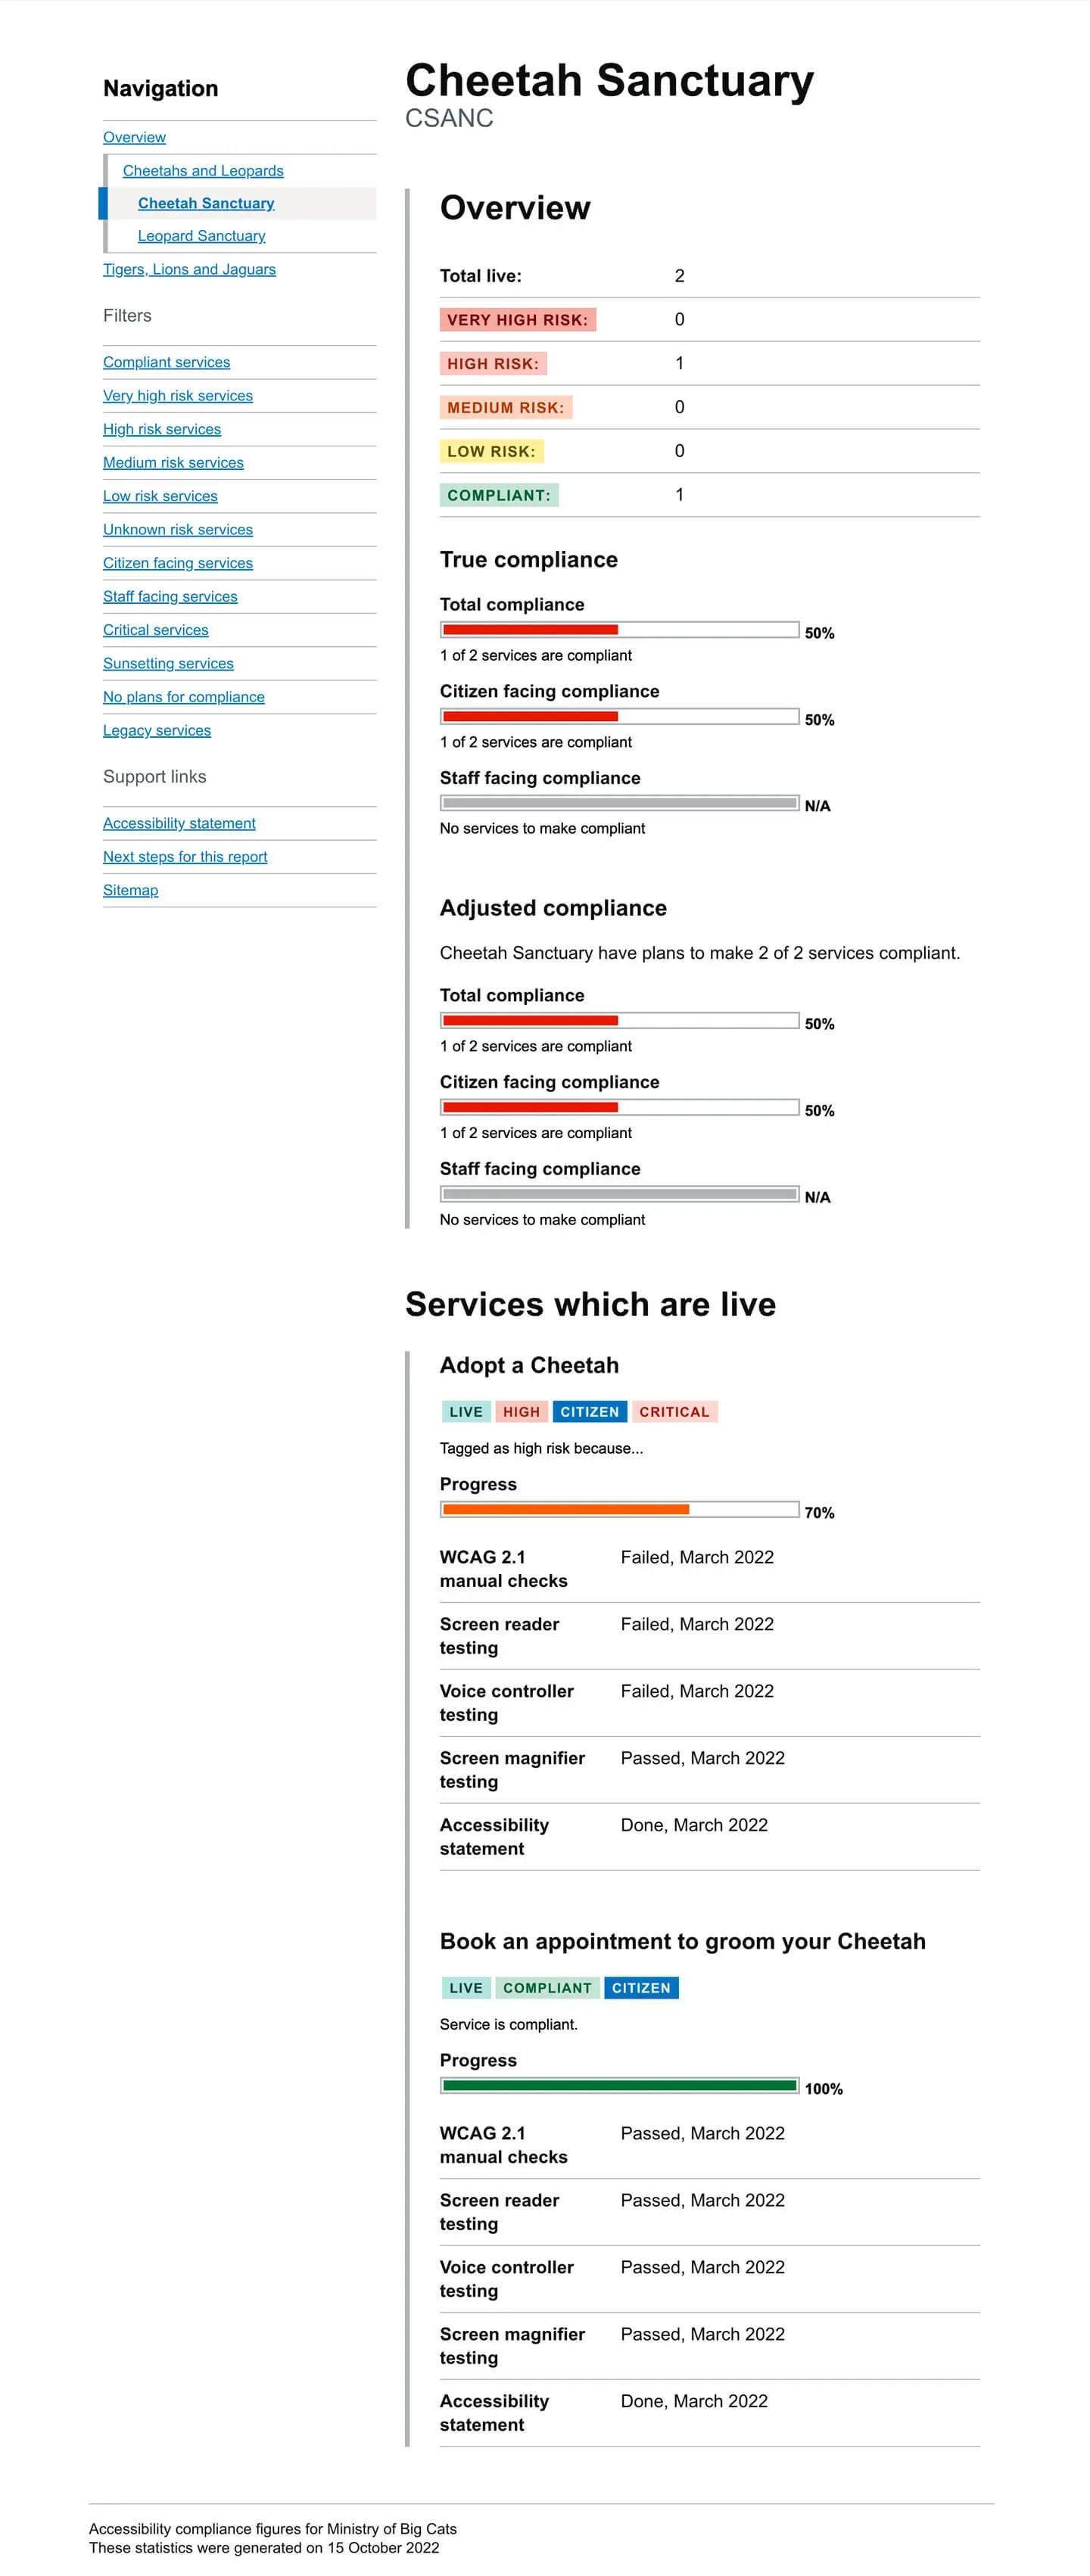 Navigation
Overview
Cheetahs and Leopards
Cheetah Sanctuary
Leopard Sanctuary
Tigers, Lions and Jaguars
Filters
Compliant services
Very high risk services
High risk services
Medium risk services
Low risk services
Unknown risk services
Citizen facing services
Staff facing services
Critical services
Sunsetting services
No plans for compliance
Legacy services
Support links
Accessibility statement
Next steps for this report
Sitemap
Cheetah Sanctuary
CSANC
Overview
Total live: 2
VERY HIGH RISK: 0
HIGH RISK: 1
MEDIUM RISK: 0
LOW RISK: 0
COMPLIANT: 1
True compliance
Total compliance
50%
1 of 2 services are compliant
Citizen facing compliance
50%
1 of 2 services are compliant
Staff facing compliance
N/A
No services to make compliant
Adjusted compliance
Cheetah Sanctuary have plans to make 2 of 2 services compliant.
Total compliance
50%
1 of 2 services are compliant
Citizen facing compliance
50%
1 of 2 services are compliant
Staff facing compliance
N/A
No services to make compliant
Services which are live
Adopt a Cheetah
LIVE HIGH CITIZEN CRITICAL
Tagged as high risk because...
Progress
70%
WCAG 2.1 Failed, March 2022
manual checks
Screen reader Failed, March 2022
testing
Voice controller Failed, March 2022
testing
Screen magnifier Passed, March 2022
testing
Accessibility Done, March 2022
statement
Book an appointment to groom your Cheetah
LIVE COMPLIANT CITIZEN
Service is compliant.
Progress
100%
WCAG 2.1 Passed, March 2022
manual checks
Screen reader Passed, March 2022
testing
Voice controller Passed, March 2022
testing
Screen magnifier Passed, March 2022
testing
Accessibility Done, March 2022
statement
Accessibility compliance figures for Ministry of Big Cats
These statistics were generated on 15 October 2022